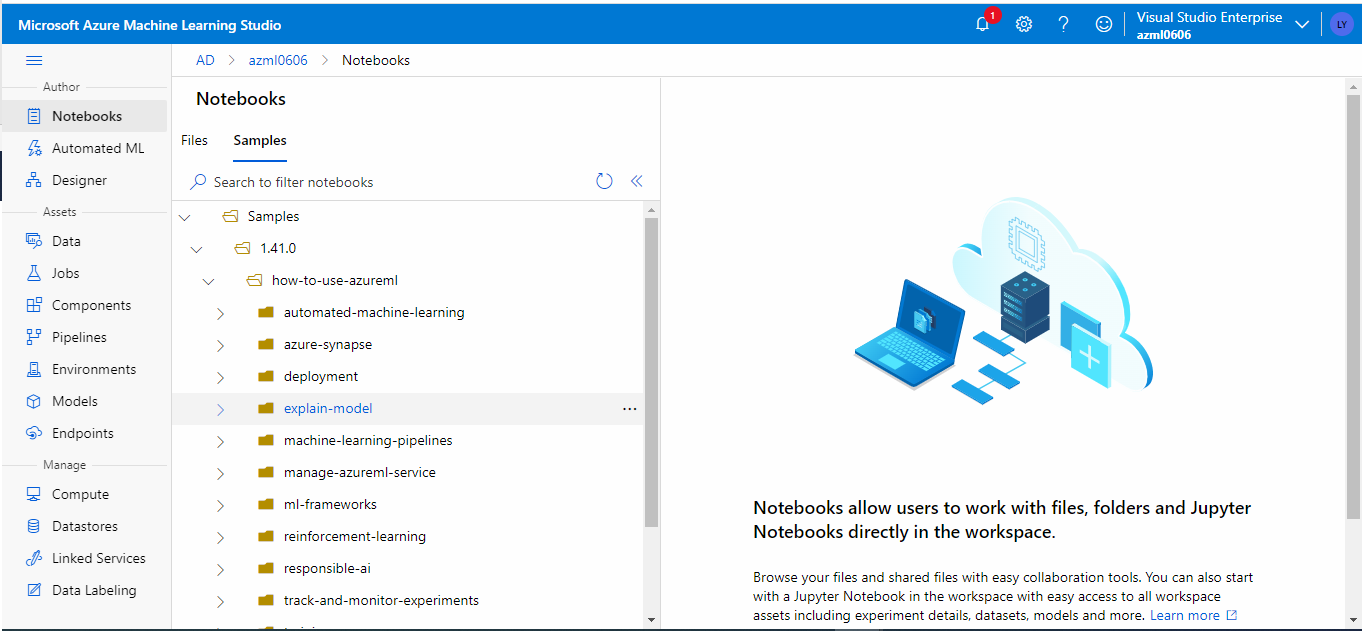 Microsoft Azure Machine Learning Studio
1
Visual Studio Enterprise
azml0606
LY
AD > azml0606 > Notebooks
Author
Notebooks
Automated ML
Designer
Assets
Data
Jobs
Components
Pipelines
Environments
Models
Endpoints
Manage
Compute
Datastores
Linked Services
Data Labeling
Notebooks
Files
Samples
Search to filter notebooks
Samples
1.41.0
how-to-use-azureml
automated-machine-learning
azure-synapse
deployment
explain-model
machine-learning-pipelines
manage-azureml-service
ml-frameworks
reinforcement-learning
responsible-ai
track-and-monitor-experiments
Notebooks allow users to work with files, folders and Jupyter
Notebooks directly in the workspace.
Browse your files and shared files with easy collaboration tools. You can also start
with a Jupyter Notebook in the workspace with easy access to all workspace
assets including experiment details, datasets, models and more. Learn more